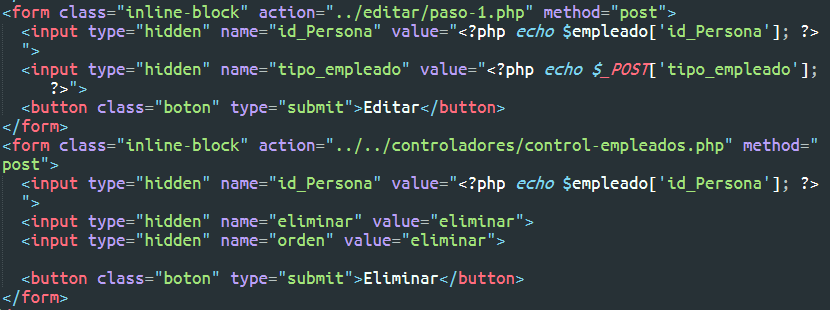 <form class="inline-block" action="../editar/paso-1.php" method="post">
<input type="hidden" name="id_Persona" value="<?php echo $empleado['id_Persona']; ?>
">
<input type="hidden" name="tipo_empleado" value="<?php echo $_POST['tipo_empleado'];
?>">
<button class="boton" type="submit">Editar</button>
</form>
<form class="inline-block" action="../../controladores/control-empleados.php" method="
post">
<input type="hidden" name="id_Persona" value="<?php echo $empleado['id_Persona']; ?>
">
<input type="hidden" name="eliminar" value="eliminar">
<input type="hidden" name="orden" value="eliminar">
<button class="boton" type="submit">Eliminar</button>
</form>